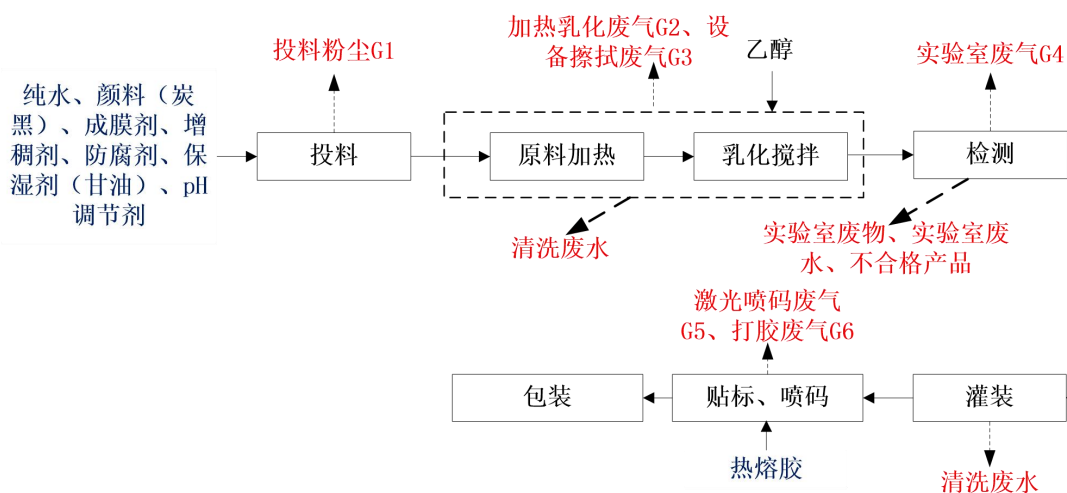 投料粉尘G1
加热乳化废气G2、设
备擦拭废气G3
乙醇
实验室废气G4
纯水、颜料（炭
黑）、成膜剂、增
稠剂、防腐剂、保
湿剂（甘油）、pH
调节剂
投料
原料加热
乳化搅拌
检测
清洗废水
实验室废物、实验室废
水、不合格产品
激光喷码废气
G5、打胶废气G6
包装
贴标、喷码
灌装
热熔胶
清洗废水